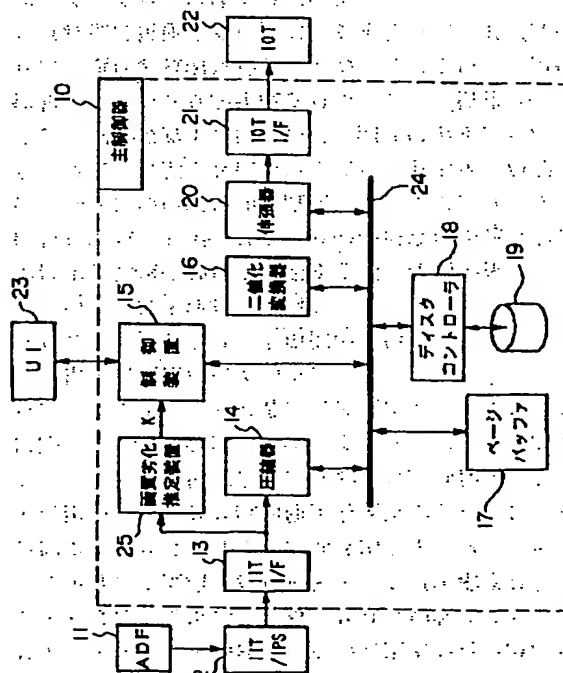 22
IOT
10
主制御器
21
IOT
I/F
20
伸張器
24
16
二値化
変換器
18
ディスク
コントローラ
19
23
UI
15
制御
装置
K
14
圧縮器
ページ
バッファ
17
画質劣化
推定装置
25
13
IIT
I/F
11
ADF
IIT
/IPS